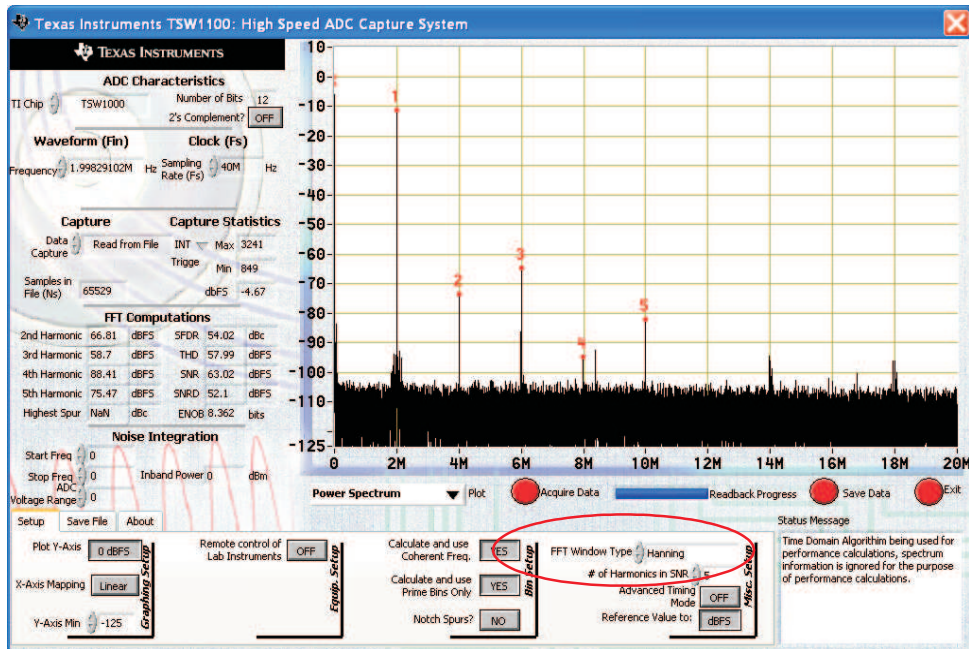 Texas Instruments TSW1100: High Speed ADC Capture System
TEXAS INSTRUMENTS
ADC Characteristics
TI Chip TSW1000 Number of Bits 12
2's Complement? OFF
Waveform (Fin) Clock (Fs)
Frequency 1.99829102M Hz Sampling Rate (Fs) 40M Hz
Capture Capture Statistics
Data Capture Read from File INT Max 3241
Trigge Min 849
Samples in File (Ns) 65529 dbFS -4.67
FFT Computations
2nd Harmonic 66.81 dBFS SFDR 54.02 dBc
3rd Harmonic 58.7 dBFS THD 57.99 dBFS
4th Harmonic 88.41 dBFS SNR 63.02 dBFS
5th Harmonic 75.47 dBFS SNRD 52.1 dBFS
Highest Spur NaN dBc ENOB 8.362 bits
Noise Integration
Start Freq 0
Stop Freq 0 Inband Power 0 dBm
ADC Voltage Range 0
10
0
-10
-20
-30
-40
-50
-60
-70
-80
-90
-100
-110
-125
1
2
3
4
5
0 2M 4M 6M 8M 10M 12M 14M 16M 18M 20M
Power Spectrum Plot Acquire Data Readback Progress Save Data Exit
Setup Save File About
Plot Y-Axis 0 dBFS
X-Axis Mapping Linear
Y-Axis Min -125
Graphing Setup
Remote control of Lab Instruments OFF
Equip. Setup
Calculate and use Coherent Freq. YES
Calculate and use Prime Bins Only YES
Notch Spurs? NO
Bin Setup
FFT Window Type Hanning
# of Harmonics in SNR 5
Advanced Timing Mode OFF
Reference Value to: dBFS
Misc. Setup
Status Message
Time Domain Algorithim being used for
performance calculations, spectrum
information is ignored for the purpose
of performance calculations.